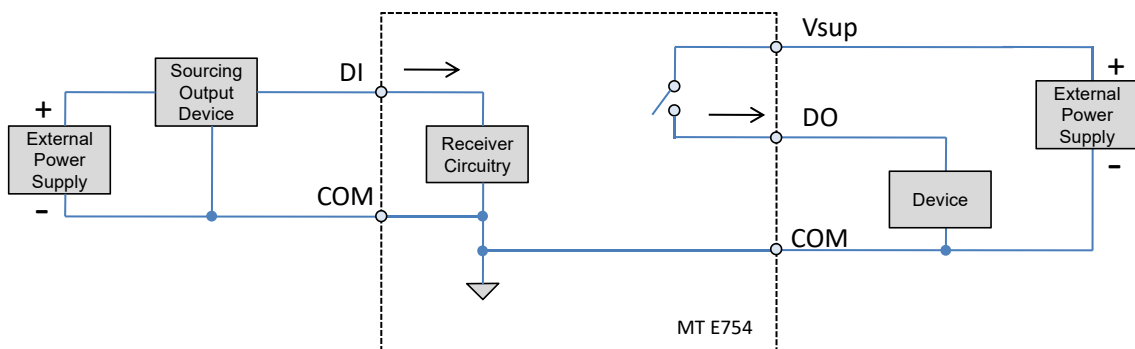 Vsup
DI
Sourcing
Output
Device
+
+
External
Power
Supply
DO
External
Power
Supply
Receiver
Circuitry
-
-
COM
Device
COM
MT E754